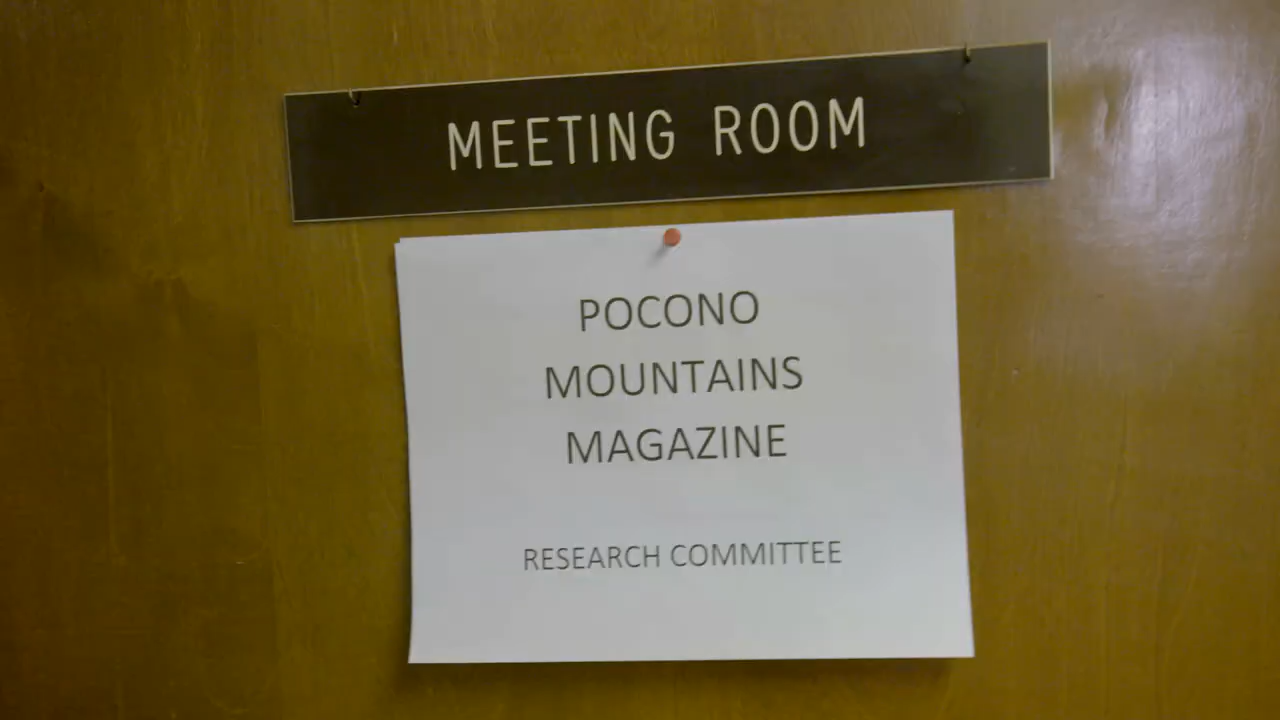 MEETING ROOM
POCONO
MOUNTAINS
MAGAZINE
RESEARCH COMMITTEE